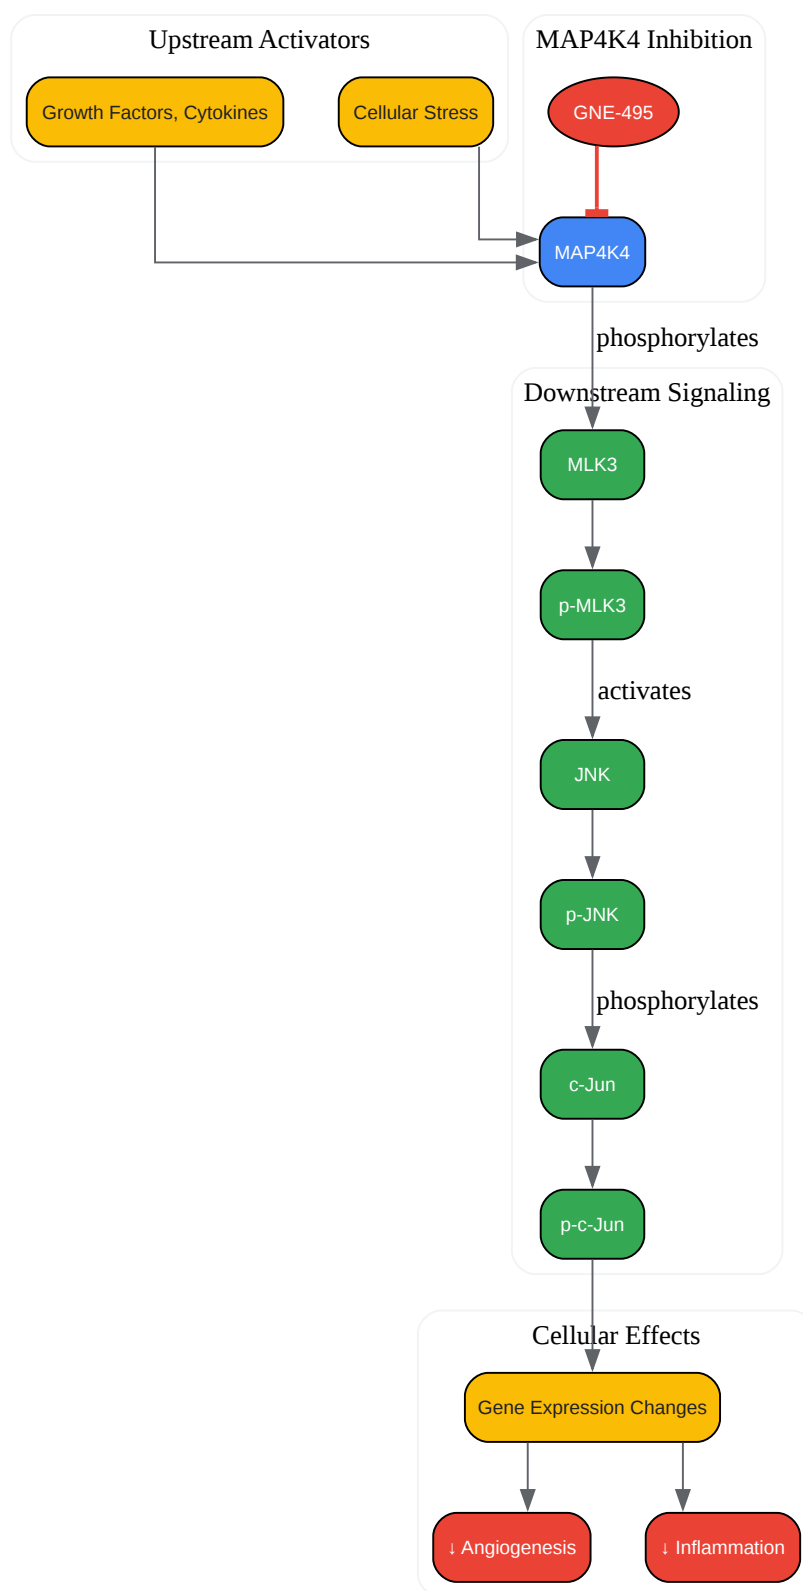 Upstream Activators
MAP4K4 Inhibition
Growth Factors, Cytokines
Cellular Stress
GNE-495
MAP4K4
phosphorylates
Downstream Signaling
MLK3
p-MLK3
activates
JNK
p-JNK
phosphorylates
c-Jun
p-c-Jun
Cellular Effects
Gene Expression Changes
↓ Angiogenesis
↓ Inflammation